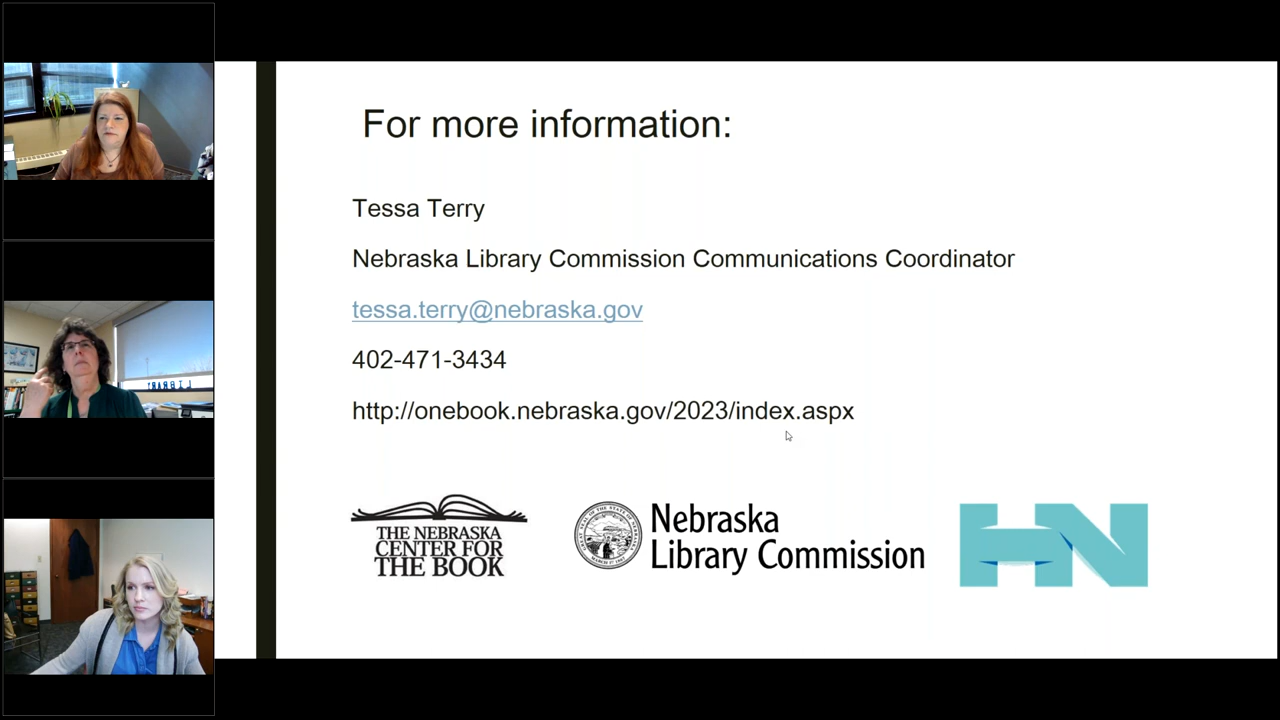 For more information:
Tessa Terry
Nebraska Library Commission Communications Coordinator
tessa.terry@nebraska.gov
402-471-3434
http://onebook.nebraska.gov/2023/index.aspx
THE NEBRASKA
CENTER FOR
THE BOOK
Nebraska
Library Commission
HN